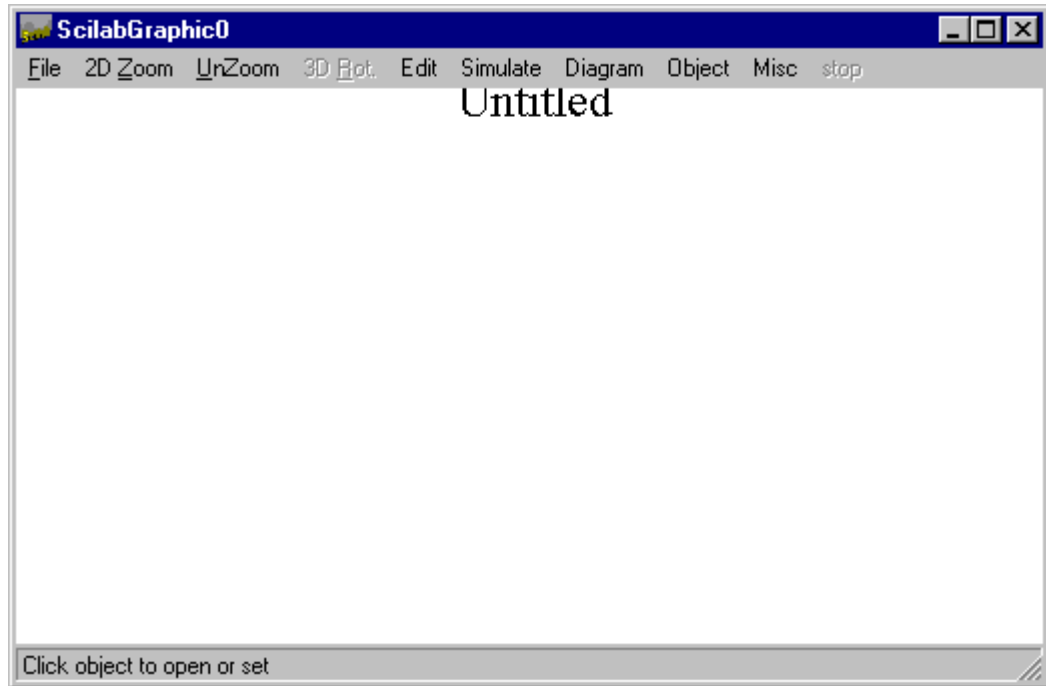 ScilabGraphic0
File 2D Zoom UnZoom 3D Rot. Edit Simulate Diagram Object Misc stop
Untitled
Click object to open or set